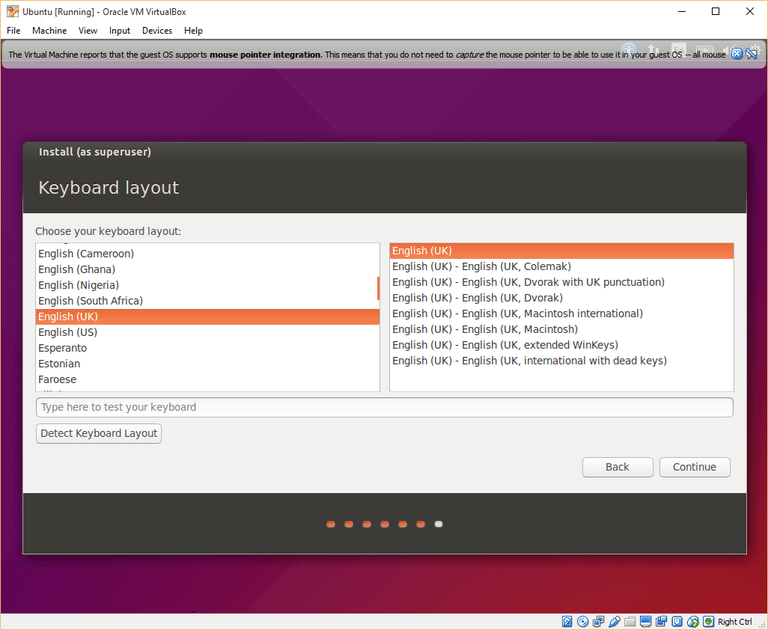 Ubuntu [Running] - Oracle VM VirtualBox
File Machine View Input Devices Help
The Virtual Machine reports that the guest OS supports mouse pointer integration. This means that you do not need to capture the mouse pointer to be able to use it in your guest OS -- all mouse
Install (as superuser)
Keyboard layout
Choose your keyboard layout:
English (Cameroon)
English (Ghana)
English (Nigeria)
English (South Africa)
English (UK)
English (US)
Esperanto
Estonian
Faroese
English (UK)
English (UK) - English (UK, Colemak)
English (UK) - English (UK, Dvorak with UK punctuation)
English (UK) - English (UK, Dvorak)
English (UK) - English (UK, Macintosh international)
English (UK) - English (UK, Macintosh)
English (UK) - English (UK, extended WinKeys)
English (UK) - English (UK, international with dead keys)
Type here to test your keyboard
Detect Keyboard Layout
Back Continue
Right Ctrl